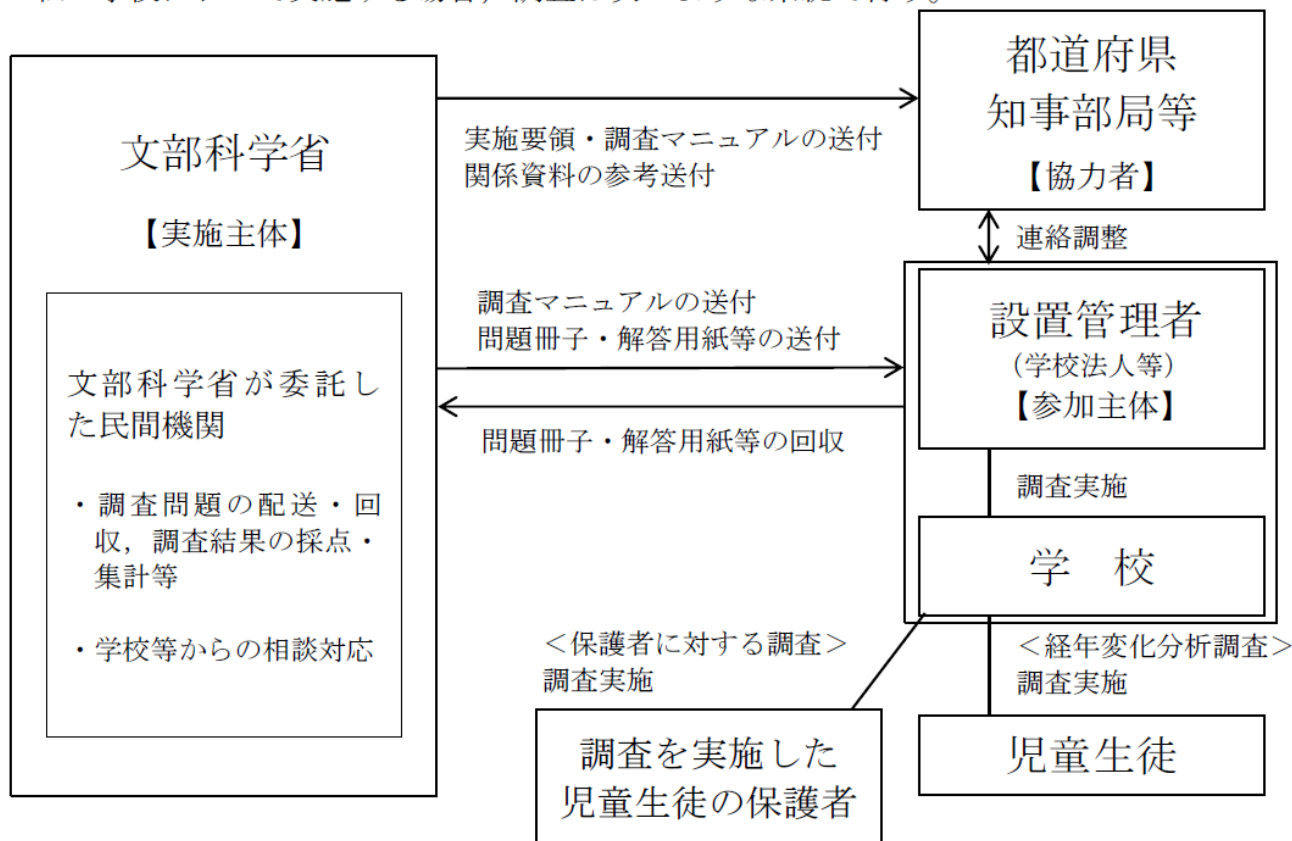 文部科学省
【実施主体】
文部科学省が委託し
た民間機関
・調査問題の配送・回
収，調査結果の採点・
集計等
・学校等からの相談対応
実施要領・調査マニュアルの送付
関係資料の参考送付
調査マニュアルの送付
問題冊子・解答用紙等の送付
問題冊子・解答用紙等の回収
都道府県
知事部局等
【協力者】
連絡調整
設置管理者
（学校法人等）
【参加主体】
調査実施
学　校
＜保護者に対する調査＞
調査実施
＜経年変化分析調査＞
調査実施
調査を実施した
児童生徒の保護者
児童生徒